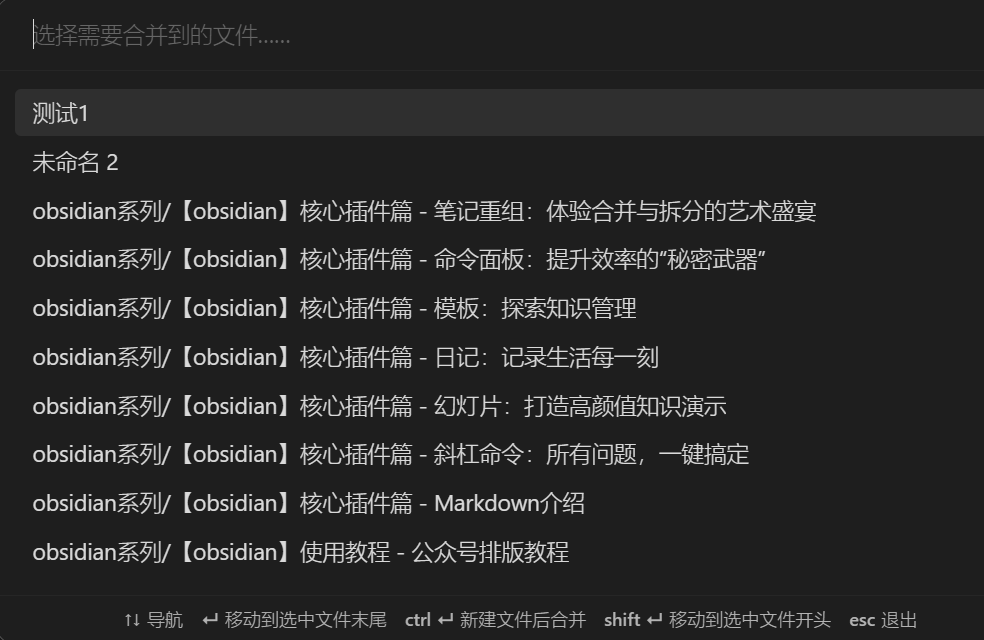 选择需要合并到的文件......
测试1
未命名 2
obsidian系列/【obsidian】核心插件篇 - 笔记重组：体验合并与拆分的艺术盛宴
obsidian系列/【obsidian】核心插件篇 - 命令面板：提升效率的“秘密武器”
obsidian系列/【obsidian】核心插件篇 - 模板：探索知识管理
obsidian系列/【obsidian】核心插件篇 - 日记：记录生活每一刻
obsidian系列/【obsidian】核心插件篇 - 幻灯片：打造高颜值知识演示
obsidian系列/【obsidian】核心插件篇 - 斜杠命令：所有问题，一键搞定
obsidian系列/【obsidian】核心插件篇 - Markdown介绍
obsidian系列/【obsidian】使用教程 - 公众号排版教程
↑↓ 导航 ↵ 移动到选中文件末尾 ctrl ↵ 新建文件后合并 shift ↵ 移动到选中文件开头 esc 退出